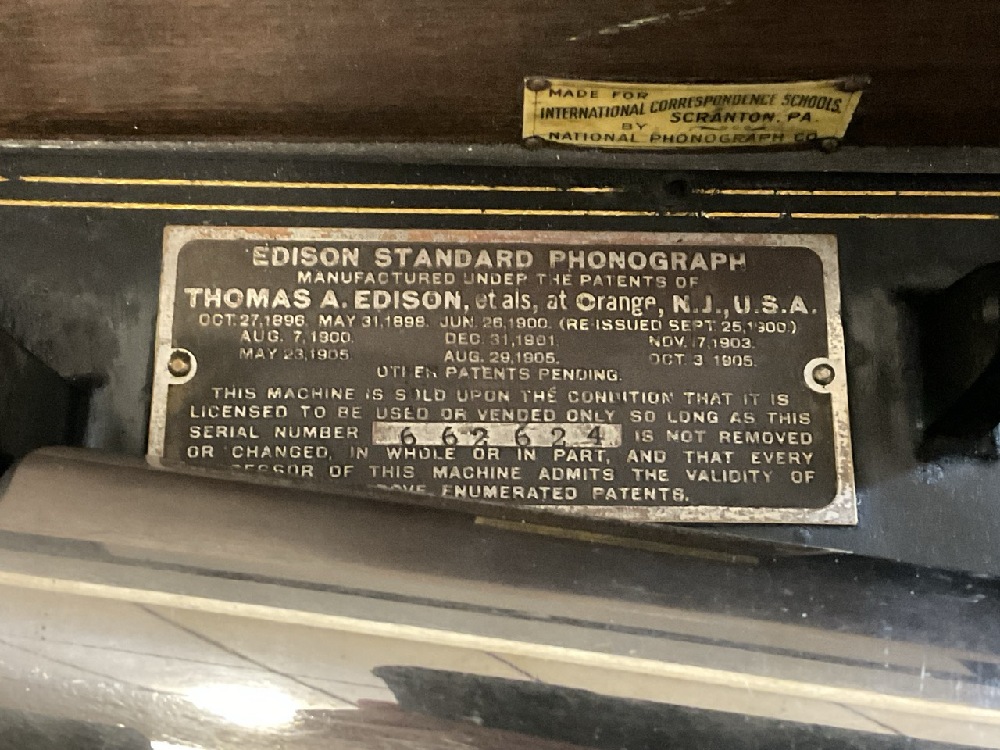 MADE FOR
INTERNATIONAL CORRESPONDENCE SCHOOLS,
SCRANTON, PA.
BY
NATIONAL PHONOGRAPH CO.
EDISON STANDARD PHONOGRAPH
MANUFACTURED UNDER THE PATENTS OF
THOMAS A. EDISON, et als, at Orange, N.J., U.S.A.
OCT. 27, 1896. MAY 31, 1898. JUN. 26, 1900. (RE-ISSUED SEPT. 25, 1900.)
AUG. 7, 1900. DEC. 31, 1901. NOV. 17, 1903.
MAY 23, 1905. AUG. 29, 1905. OCT. 3 1905.
OTHER PATENTS PENDING.
THIS MACHINE IS SOLD UPON THE CONDITION THAT IT IS
LICENSED TO BE USED OR VENDED ONLY SO LONG AS THIS
SERIAL NUMBER 662624 IS NOT REMOVED
OR CHANGED, IN WHOLE OR IN PART, AND THAT EVERY
OF THIS MACHINE ADMITS THE VALIDITY OF
ENUMERATED PATENTS.